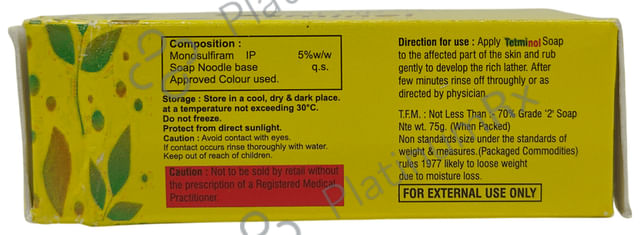 Composition :
Monosulfiram IP 5%w/w
Soap Noodle base q.s.
Approved Colour used.
Storage : Store in a cool, dry & dark place.
at a temperature not exceeding 30°C.
Do not freeze.
Protect from direct sunlight.
Caution : Avoid contact with eyes.
If contact occurs rinse thoroughly with water.
Keep out of reach of children.
Caution : Not to be sold by retail without
the prescription of a Registered Medical
Practitioner.
Direction for use : Apply Tetminol Soap
to the affected part of the skin and rub
gently to develop the rich lather. After
few minutes rinse off throughly or as
directed by physician.
T.F.M. : Not Less Than :- 70% Grade '2' Soap
Nte wt. 75g. (When Packed)
Non standards size under the standards of
weight & measures.(Packaged Commodities)
rules 1977 likely to loose weight
due to moisture loss.
FOR EXTERNAL USE ONLY